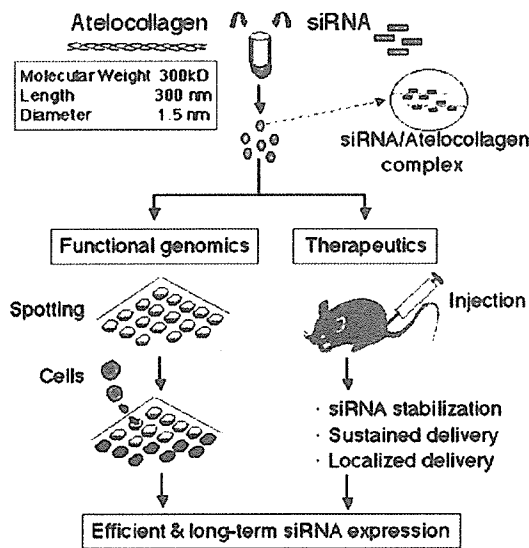 Atelocollagen
siRNA
Molecular Weight 300kD
Length 300 nm
Diameter 1.5 nm
siRNA/Atelocollagen
complex
Functional genomics
Therapeutics
Spotting
Injection
Cells
· siRNA stabilization
· Sustained delivery
· Localized delivery
Efficient & long-term siRNA expression